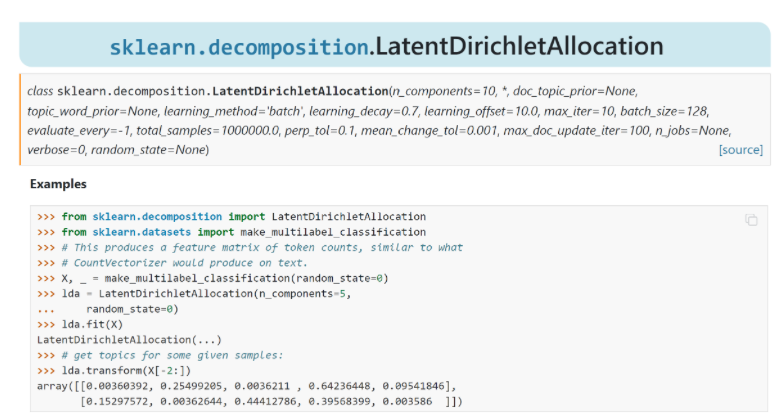 sklearn.decomposition.LatentDirichletAllocation
class sklearn.decomposition.LatentDirichletAllocation(n_components=10, *, doc_topic_prior=None,
topic_word_prior=None, learning_method='batch', learning_decay=0.7, learning_offset=10.0, max_iter=10, batch_size=128,
evaluate_every=-1, total_samples=1000000.0, perp_tol=0.1, mean_change_tol=0.001, max_doc_update_iter=100, n_jobs=None,
verbose=0, random_state=None) [source]
Examples
>>> from sklearn.decomposition import LatentDirichletAllocation
>>> from sklearn.datasets import make_multilabel_classification
>>> # This produces a feature matrix of token counts, similar to what
>>> # CountVectorizer would produce on text.
>>> X, _ = make_multilabel_classification(random_state=0)
>>> lda = LatentDirichletAllocation(n_components=5,
... random_state=0)
>>> lda.fit(X)
LatentDirichletAllocation(...)
>>> # get topics for some given samples:
>>> lda.transform(X[-2:])
array([[0.00360392, 0.25499205, 0.0036211 , 0.64236448, 0.09541846],
[0.15297572, 0.00362644, 0.44412786, 0.39568399, 0.003586 ]])